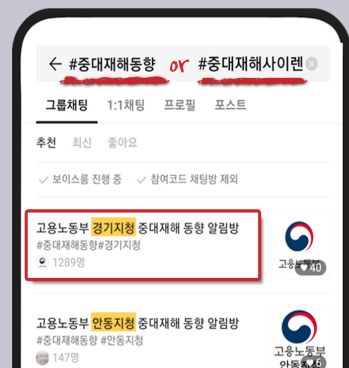 ← #중대재해동향 or #중대재해사이렌
그룹채팅 1:1채팅 프로필 포스트
추천 최신 좋아요
✓ 보이스룸 진행 중 ✓ 참여코드 채팅방 제외
고용노동부 경기지청 중대재해 동향 알림방
#중대재해동향#경기지청
1289명
고용노동부
40
고용노동부 안동지청 중대재해 동향 알림방
#중대재해동향 #안동지청
147명
고용노동부
안동지청
6